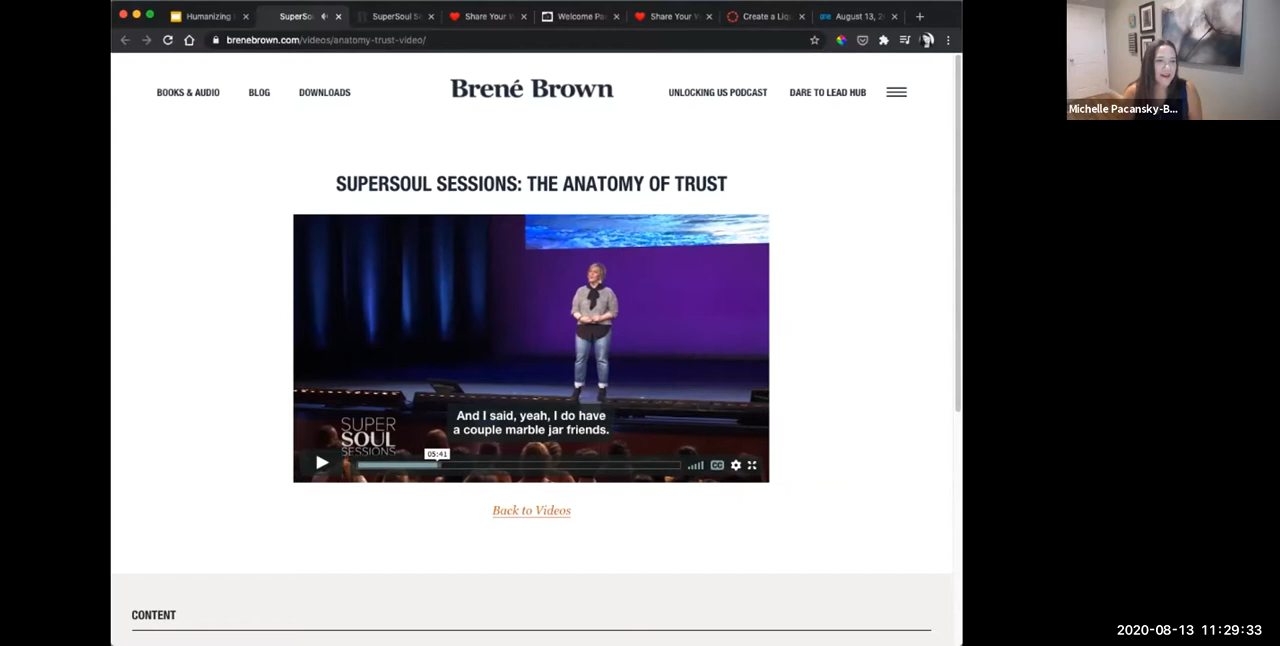 Humanizing
SuperSo
SuperSoul Se
Share Your W
Welcome Pa
Share Your W
Create a Liq
August 13, 2
brenebrown.com/videos/anatomy-trust-video/
BOOKS & AUDIO
BLOG
DOWNLOADS
Brené Brown
UNLOCKING US PODCAST
DARE TO LEAD HUB
SUPERSOUL SESSIONS: THE ANATOMY OF TRUST
And I said, yeah, I do have
a couple marble jar friends.
SUPER
SOUL
SESSIONS
05:41
CC
Back to Videos
CONTENT
Michelle Pacansky-B...
2020-08-13 11:29:33